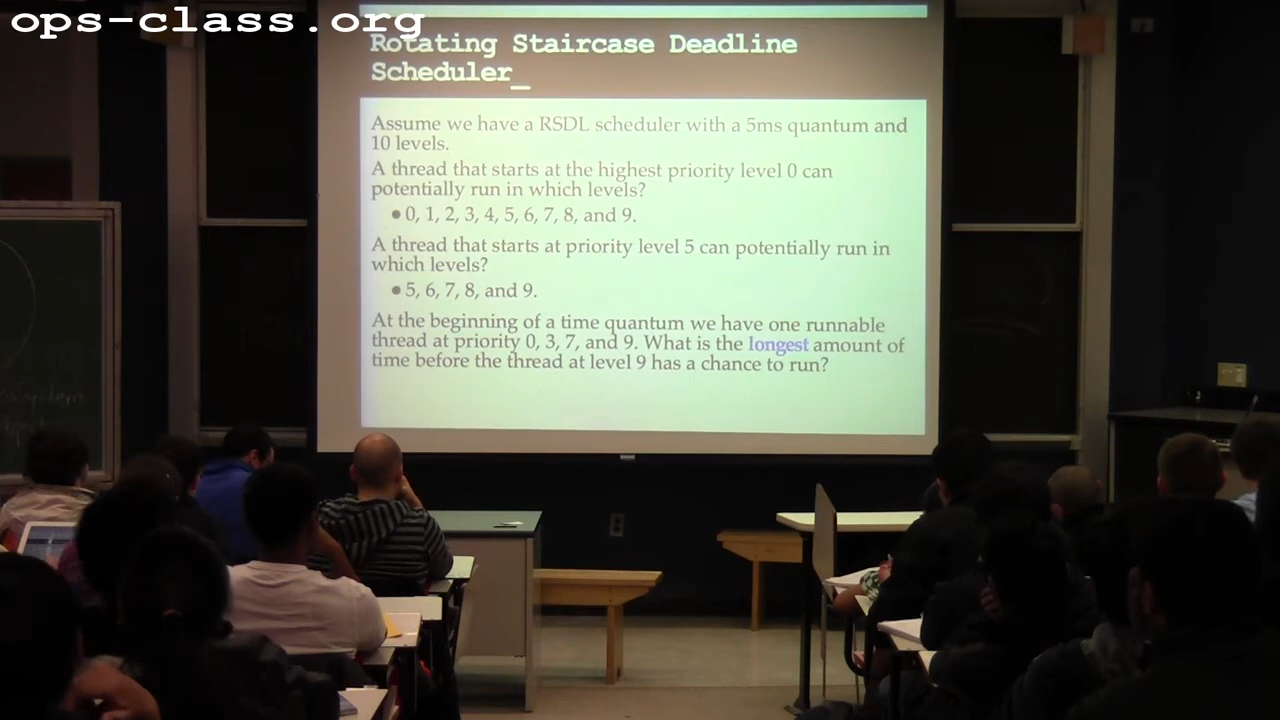 ops-class.org
Rotating Staircase Deadline
Scheduler_
Assume we have a RSDL scheduler with a 5ms quantum and
10 levels.
A thread that starts at the highest priority level 0 can
potentially run in which levels?
• 0, 1, 2, 3, 4, 5, 6, 7, 8, and 9.
A thread that starts at priority level 5 can potentially run in
which levels?
• 5, 6, 7, 8, and 9.
At the beginning of a time quantum we have one runnable
thread at priority 0, 3, 7, and 9. What is the longest amount of
time before the thread at level 9 has a chance to run?